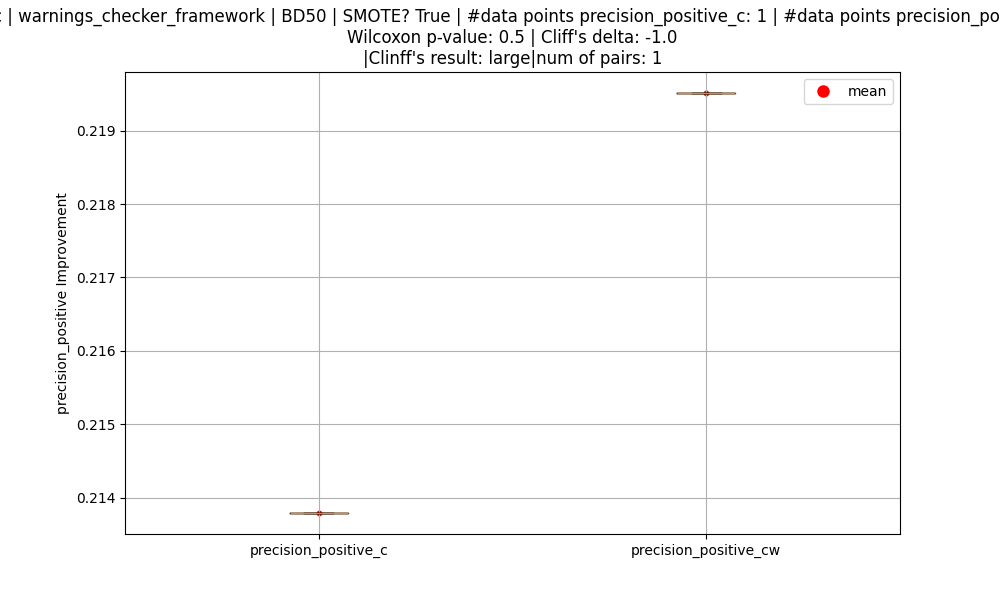 : | warnings_checker_framework | BD50 | SMOTE? True | #data points precision_positive_c: 1 | #data points precision_po
Wilcoxon p-value: 0.5 | Cliff's delta: -1.0
|Clinff's result: large|num of pairs: 1
mean
precision_positive Improvement
0.219
0.218
0.217
0.216
0.215
0.214
precision_positive_c
precision_positive_cw